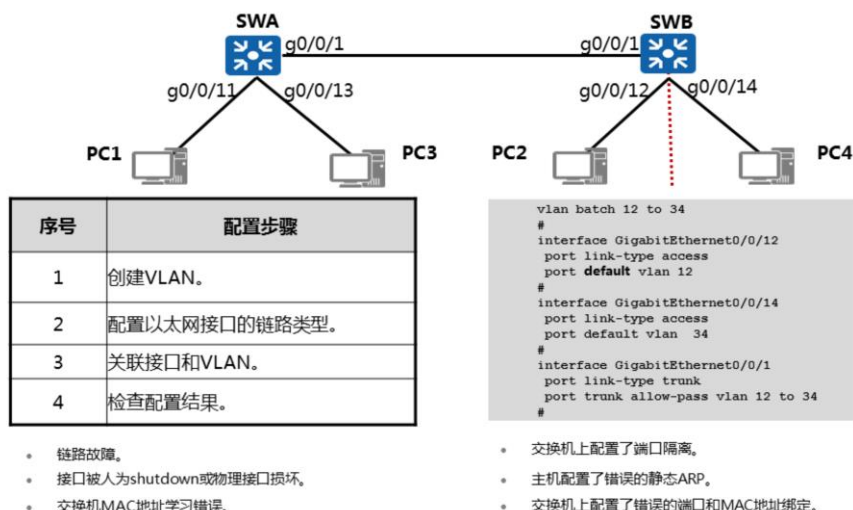 SWA
SWB
g0/0/1
g0/0/1
g0/0/11
g0/0/13
g0/0/12
g0/0/14
PC1
PC3
PC2
PC4
序号 配置步骤
1 创建VLAN。
2 配置以太网接口的链路类型。
3 关联接口和VLAN。
4 检查配置结果。
vlan batch 12 to 34
#
interface GigabitEthernet0/0/12
port link-type access
port default vlan 12
#
interface GigabitEthernet0/0/14
port link-type access
port default vlan 34
#
interface GigabitEthernet0/0/1
port link-type trunk
port trunk allow-pass vlan 12 to 34
#
• 链路故障。
• 接口被人为shutdown或物理接口损坏。
• 交换机MAC地址学习错误。
• 交换机上配置了端口隔离。
• 主机配置了错误的静态ARP。
• 交换机上配置了错误的端口和MAC地址绑定。